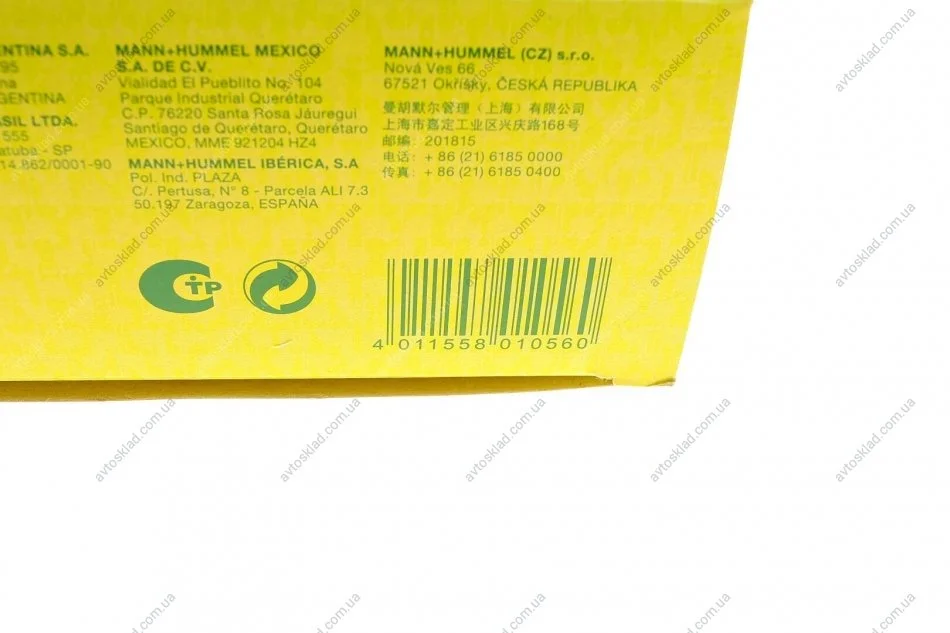 ENTINA S.A.
95
na
GENTINA
ASIL LTDA.
555
atuba - SP
14.862/0001-90
MANN+HUMMEL MEXICO
S.A. DE C.V.
Vialidad El Pueblito No. 104
Parque Industrial Querétaro
C.P. 76220 Santa Rosa Jáuregui
Santiago de Querétaro, Querétaro
MEXICO, MME 921204 HZ4
MANN+HUMMEL IBÉRICA, S.A
Pol. Ind. PLAZA
C/. Pertusa, N° 8 - Parcela ALI 7.3
50.197 Zaragoza, ESPAÑA
MANN+HUMMEL (CZ) s.r.o.
Nová Ves 66
67521 Okříšky, ČESKÁ REPUBLIKA
曼胡默尔管理（上海）有限公司
上海市嘉定工业区兴庆路168号
邮编: 201815
电话: + 86 (21) 6185 0000
传真: + 86 (21) 6185 0400
TP
4 011558 010560
avtosklad.com.ua